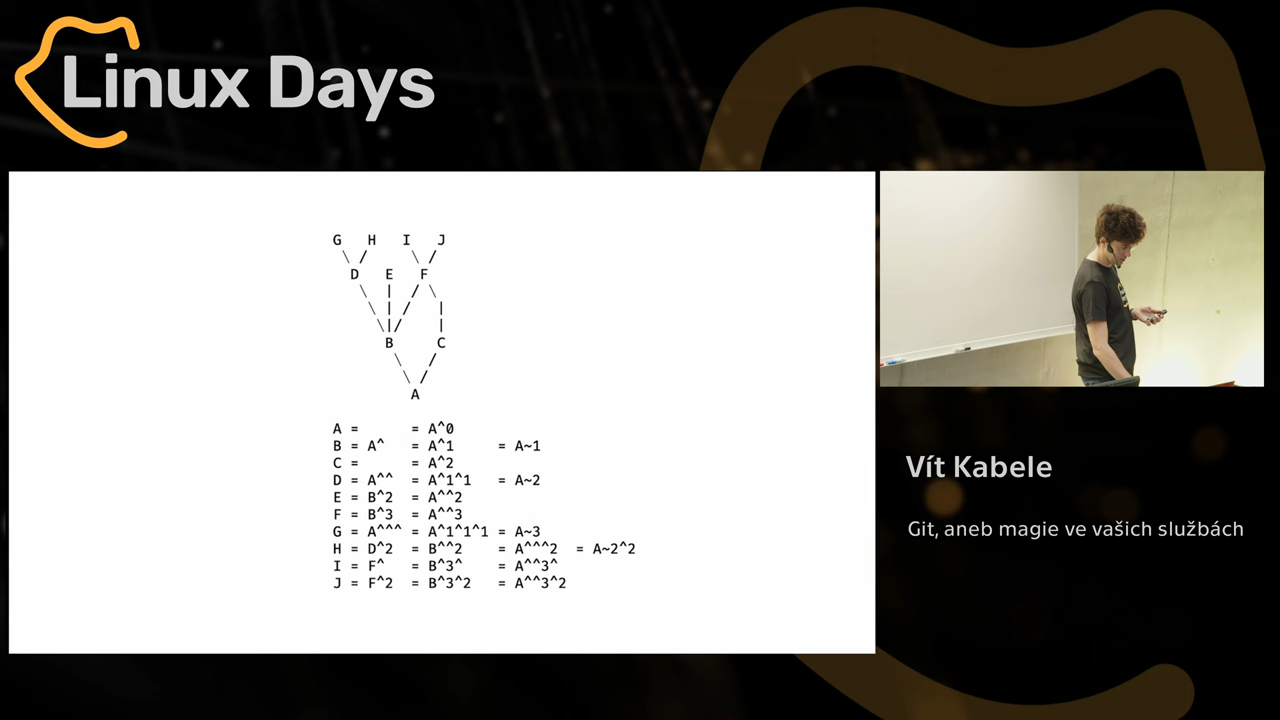 Linux Days
G   H   I   J
 \ /     \ /
  D   E   F
   \  |  / \
    \ | /   |
     \|/    |
      B     C
       \   /
        \ /
         A
A =      = A^0
B = A^   = A^1     = A~1
C =      = A^2
D = A^^  = A^1^1   = A~2
E = B^2  = A^^2
F = B^3  = A^^3
G = A^^^ = A^1^1^1 = A~3
H = D^2  = B^^2    = A^^^2  = A~2^2
I = F^   = B^3^    = A^^3^
J = F^2  = B^3^2   = A^^3^2
Vít Kabele
Git, aneb magie ve vašich službách